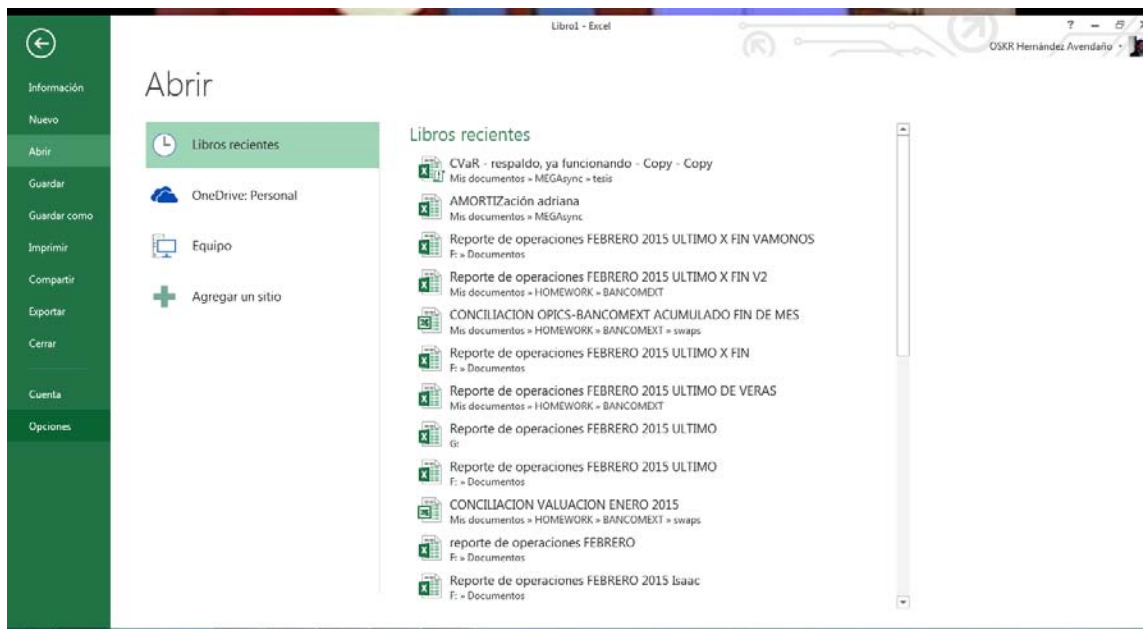 Libro1 - Excel
?
OSKR Hernández Avendaño
Información
Nuevo
Abrir
Guardar
Guardar como
Imprimir
Compartir
Exportar
Cerrar
Cuenta
Opciones
Abrir
Libros recientes
OneDrive: Personal
Equipo
Agregar un sitio
Libros recientes
CVaR - respaldo, ya funcionando - Copy - Copy
Mis documentos » MEGAsync » tesis
AMORTIZación adriana
Mis documentos » MEGAsync
Reporte de operaciones FEBRERO 2015 ULTIMO X FIN VAMONOS
F: » Documentos
Reporte de operaciones FEBRERO 2015 ULTIMO X FIN V2
Mis documentos » HOMEWORK » BANCOMEXT
CONCILIACION OPICS-BANCOMEXT ACUMULADO FIN DE MES
Mis documentos » HOMEWORK » BANCOMEXT » swaps
Reporte de operaciones FEBRERO 2015 ULTIMO X FIN
F: » Documentos
Reporte de operaciones FEBRERO 2015 ULTIMO DE VERAS
Mis documentos » HOMEWORK » BANCOMEXT
Reporte de operaciones FEBRERO 2015 ULTIMO
G:
Reporte de operaciones FEBRERO 2015 ULTIMO
F: » Documentos
CONCILIACION VALUACION ENERO 2015
Mis documentos » HOMEWORK » BANCOMEXT » swaps
reporte de operaciones FEBRERO
F: » Documentos
Reporte de operaciones FEBRERO 2015 Isaac
F: » Documentos